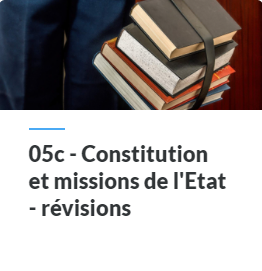 05c - Constitution
et missions de l'Etat
- révisions